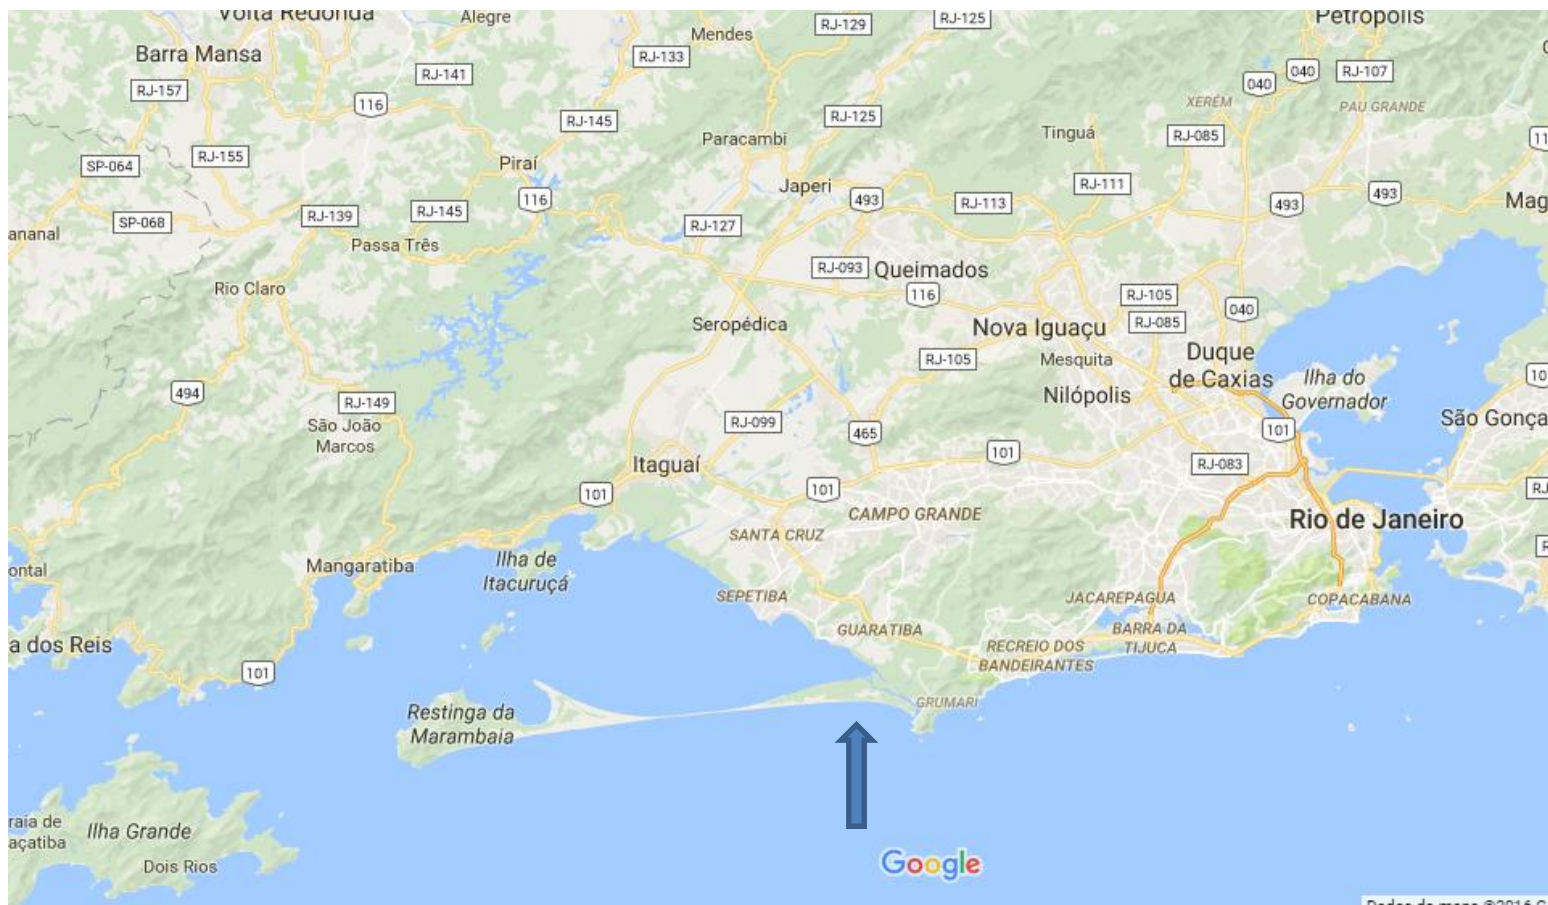 Volta Redonda
Alegre
Mendes
RJ-129
RJ-125
Petrópolis
Barra Mansa
RJ-133
RJ-141
040
040
RJ-107
RJ-157
116
XERÉM
PAU GRANDE
RJ-145
RJ-125
Paracambi
Tinguá
RJ-085
11
SP-064
RJ-155
Piraí
Japeri
RJ-111
116
493
RJ-113
493
493
Mag
SP-068
RJ-139
RJ-145
RJ-127
ananal
Passa Três
RJ-093
Queimados
Rio Claro
116
RJ-105
040
Seropédica
Nova Iguaçu
RJ-085
RJ-105
Mesquita
Duque
de Caxias
Ilha do
Governador
10
494
RJ-149
Nilópolis
São João
Marcos
RJ-099
465
101
São Gonça
Itaguaí
101
RJ-083
101
101
RJ
CAMPO GRANDE
Rio de Janeiro
SANTA CRUZ
R
ontal
Mangaratiba
Ilha de
Itacuruçá
SEPETIBA
JACAREPAGUA
COPACABANA
a dos Reis
GUARATIBA
RECREIO DOS
BANDEIRANTES
BARRA DA
TIJUCA
101
Restinga da
Marambaia
GRUMARI
raia de
açatiba
Ilha Grande
Dois Rios
Google